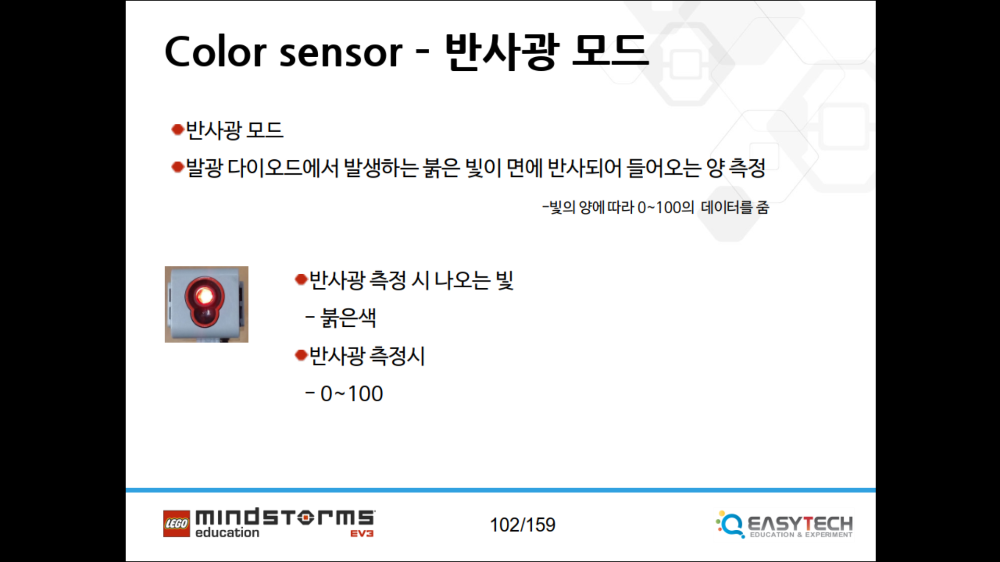 Color sensor - 반사광 모드
반사광 모드
발광 다이오드에서 발생하는 붉은 빛이 면에 반사되어 들어오는 양 측정
-빛의 양에 따라 0~100의 데이터를 줌
반사광 측정 시 나오는 빛
- 붉은색
반사광 측정시
- 0~100
LEGO mindstorms
education EV3
102/159
EASYTECH
EDUCATION & EXPERIMENT